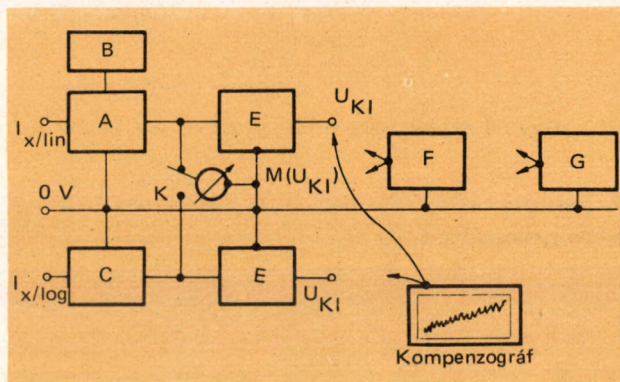 B
I x/lin
A
E
U KI
F
G
0 V
K
M(U KI)
I x/log
C
E
U KI
Kompenzográf